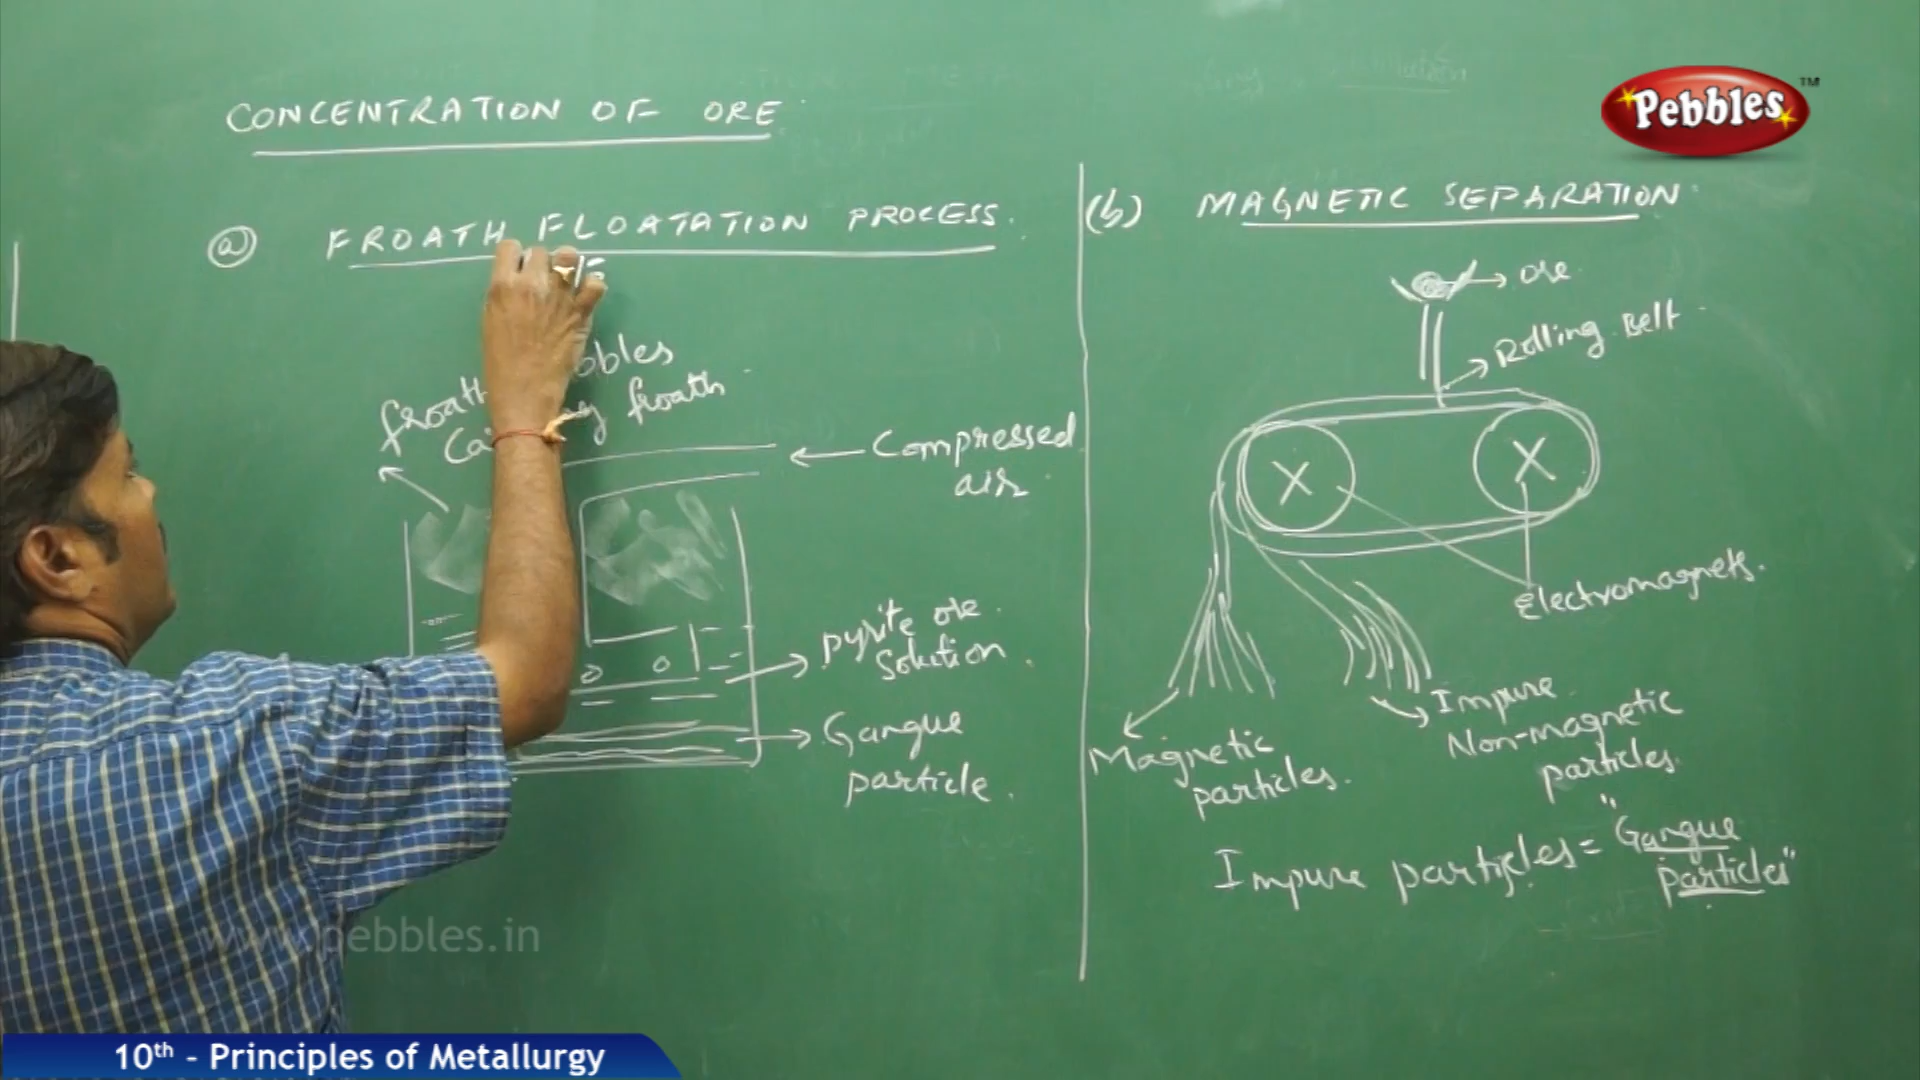 CONCENTRATION OF ORE
Pebbles™
(a) FROATH FLOATATION PROCESS.
froath
froath
Compressed
air
pyrite ore
Solution
Gangue
particle
(b) MAGNETIC SEPARATION
ore
Rolling Belt
X X
Electromagnets.
Magnetic
particles.
Impure
Non-magnetic
particles.
Impure particles = "Gangue
particles"
www.pebbles.in
10th - Principles of Metallurgy